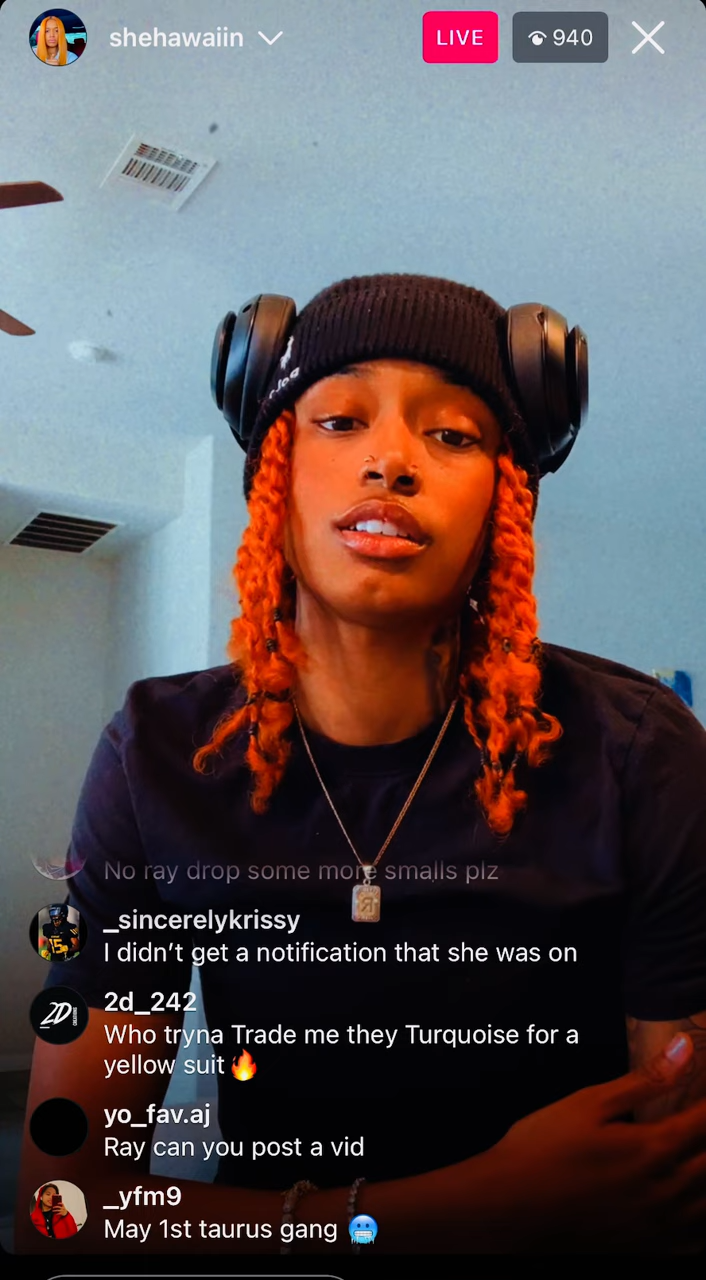 shehawaiin
LIVE
940
No ray drop some more smalls plz
_sincerelykrissy
I didn’t get a notification that she was on
2d_242
Who tryna Trade me they Turquoise for a
yellow suit🔥
yo_fav.aj
Ray can you post a vid
_yfm9
May 1st taurus gang 🥶